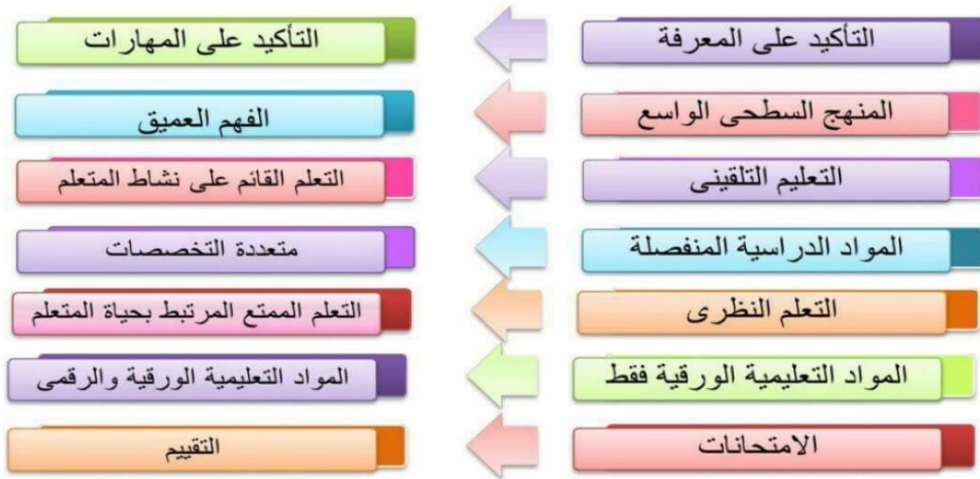 التأكيد على المعرفة
التأكيد على المهارات
المنهج السطحى الواسع
الفهم العميق
التعليم التلقينى
التعلم القائم على نشاط المتعلم
المواد الدراسية المنفصلة
متعددة التخصصات
التعلم النظرى
التعلم الممتع المرتبط بحياة المتعلم
المواد التعليمية الورقية فقط
المواد التعليمية الورقية والرقمى
الامتحانات
التقييم